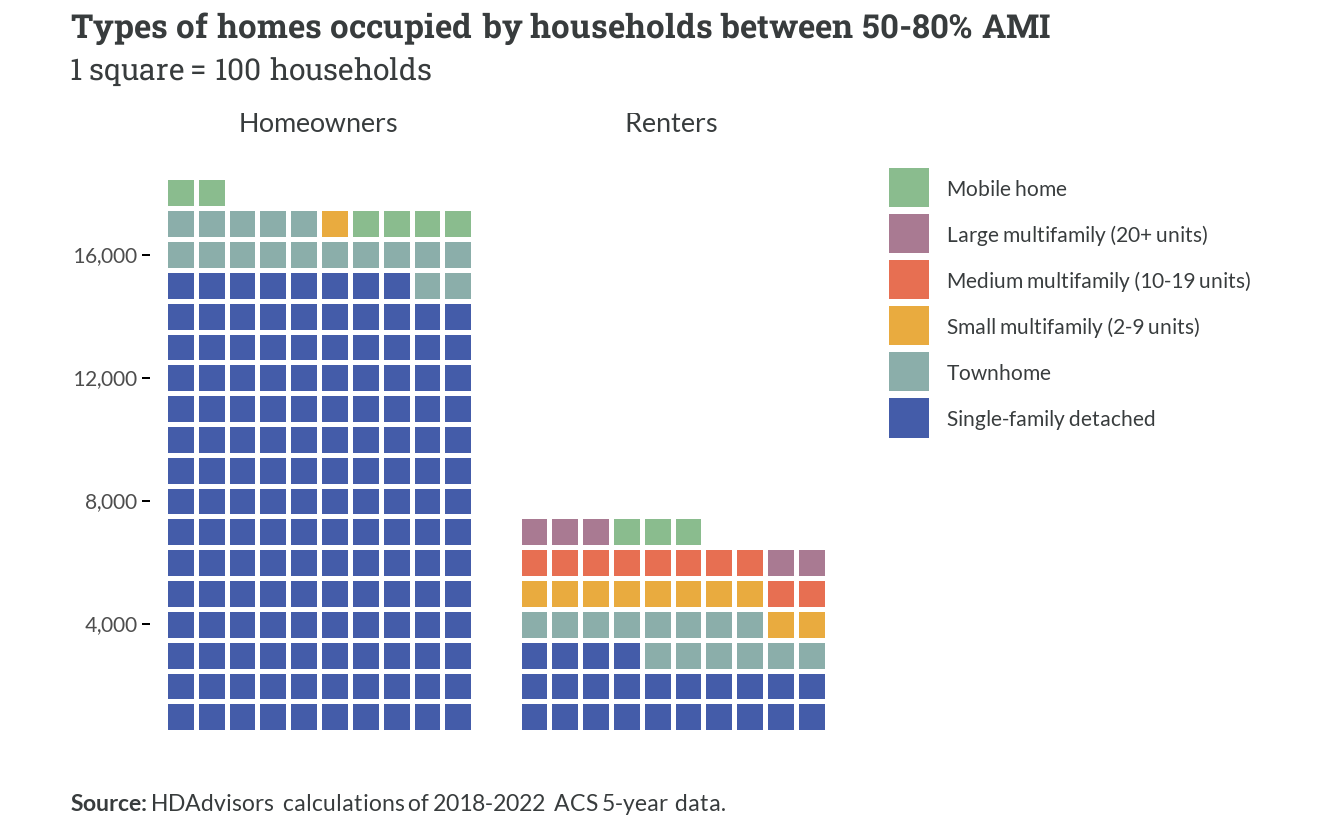 Types of homes occupied by households between 50-80% AMI
1 square = 100 households
Homeowners
Renters
16,000
12,000
8,000
4,000
Mobile home
Large multifamily (20+ units)
Medium multifamily (10-19 units)
Small multifamily (2-9 units)
Townhome
Single-family detached
Source: HDAdvisors calculations of 2018-2022 ACS 5-year data.